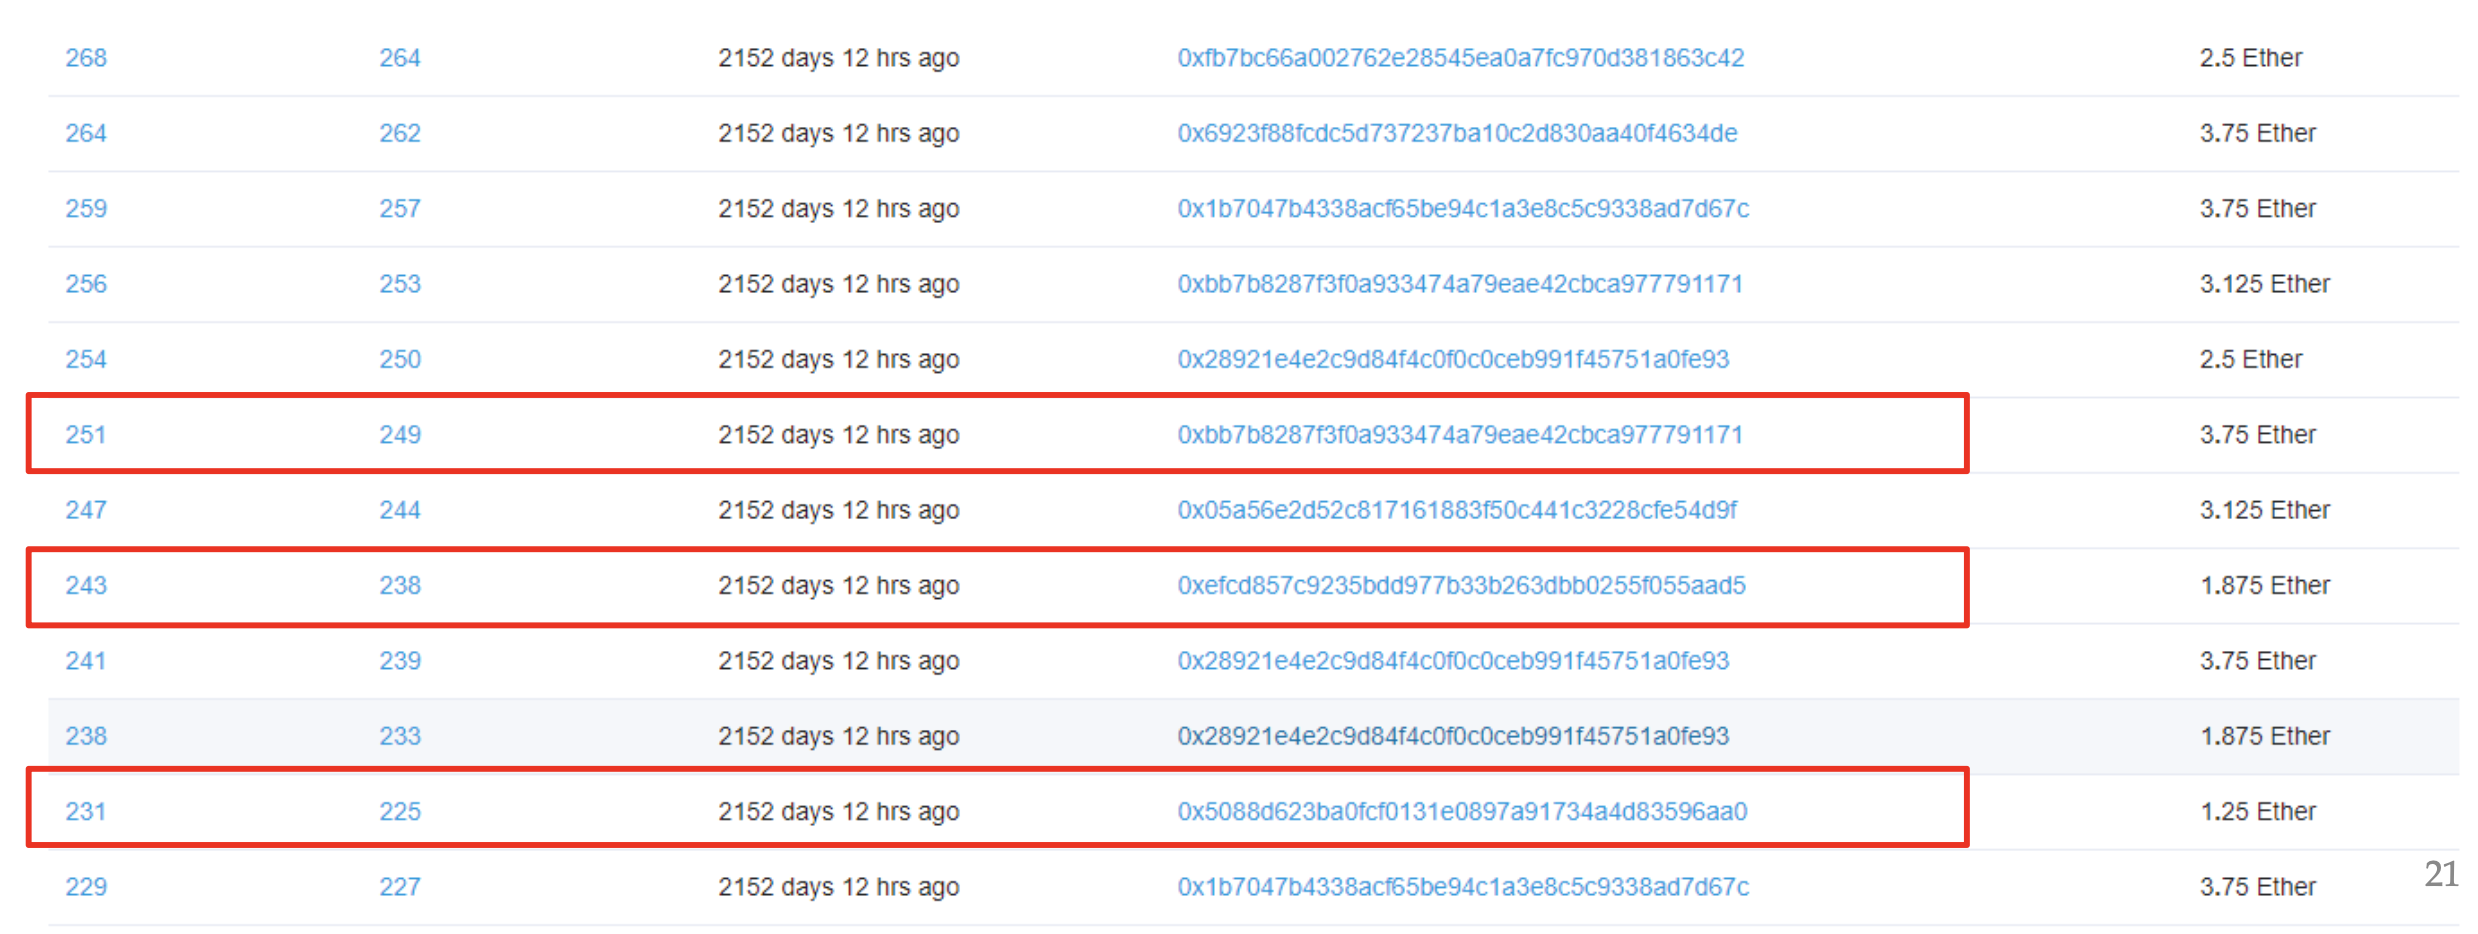 268 264 2152 days 12 hrs ago 0xfb7bc66a002762e28545ea0a7fc970d381863c42 2.5 Ether
264 262 2152 days 12 hrs ago 0x6923f88fcdc5d737237ba10c2d830aa40f4634de 3.75 Ether
259 257 2152 days 12 hrs ago 0x1b7047b4338acf65be94c1a3e8c5c9338ad7d67c 3.75 Ether
256 253 2152 days 12 hrs ago 0xbb7b8287f3f0a933474a79eae42cbca977791171 3.125 Ether
254 250 2152 days 12 hrs ago 0x28921e4e2c9d84f4c0f0c0ceb991f45751a0fe93 2.5 Ether
251 249 2152 days 12 hrs ago 0xbb7b8287f3f0a933474a79eae42cbca977791171 3.75 Ether
247 244 2152 days 12 hrs ago 0x05a56e2d52c817161883f50c441c3228cfe54d9f 3.125 Ether
243 238 2152 days 12 hrs ago 0xefcd857c9235bdd977b33b263dbb0255f055aad5 1.875 Ether
241 239 2152 days 12 hrs ago 0x28921e4e2c9d84f4c0f0c0ceb991f45751a0fe93 3.75 Ether
238 233 2152 days 12 hrs ago 0x28921e4e2c9d84f4c0f0c0ceb991f45751a0fe93 1.875 Ether
231 225 2152 days 12 hrs ago 0x5088d623ba0fcf0131e0897a91734a4d83596aa0 1.25 Ether
229 227 2152 days 12 hrs ago 0x1b7047b4338acf65be94c1a3e8c5c9338ad7d67c 3.75 Ether
21